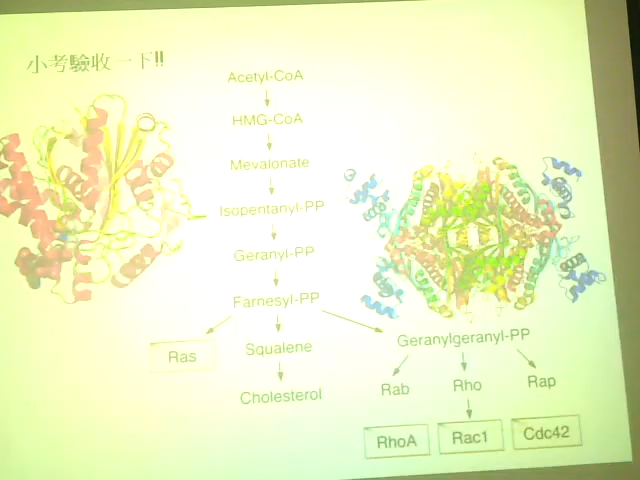 小考驗收一下!!
Acetyl-CoA
HMG-CoA
Mevalonate
Isopentanyl-PP
Geranyl-PP
Farnesyl-PP
Ras
Squalene
Geranylgeranyl-PP
Cholesterol
Rab
Rho
Rap
RhoA
Rac1
Cdc42